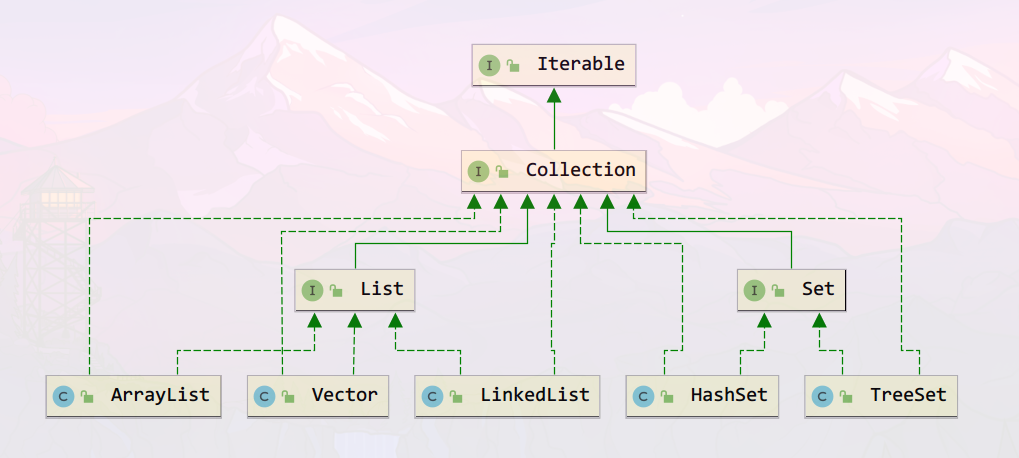 I Iterable
I Collection
I List
I Set
C ArrayList
C Vector
C LinkedList
C HashSet
C TreeSet